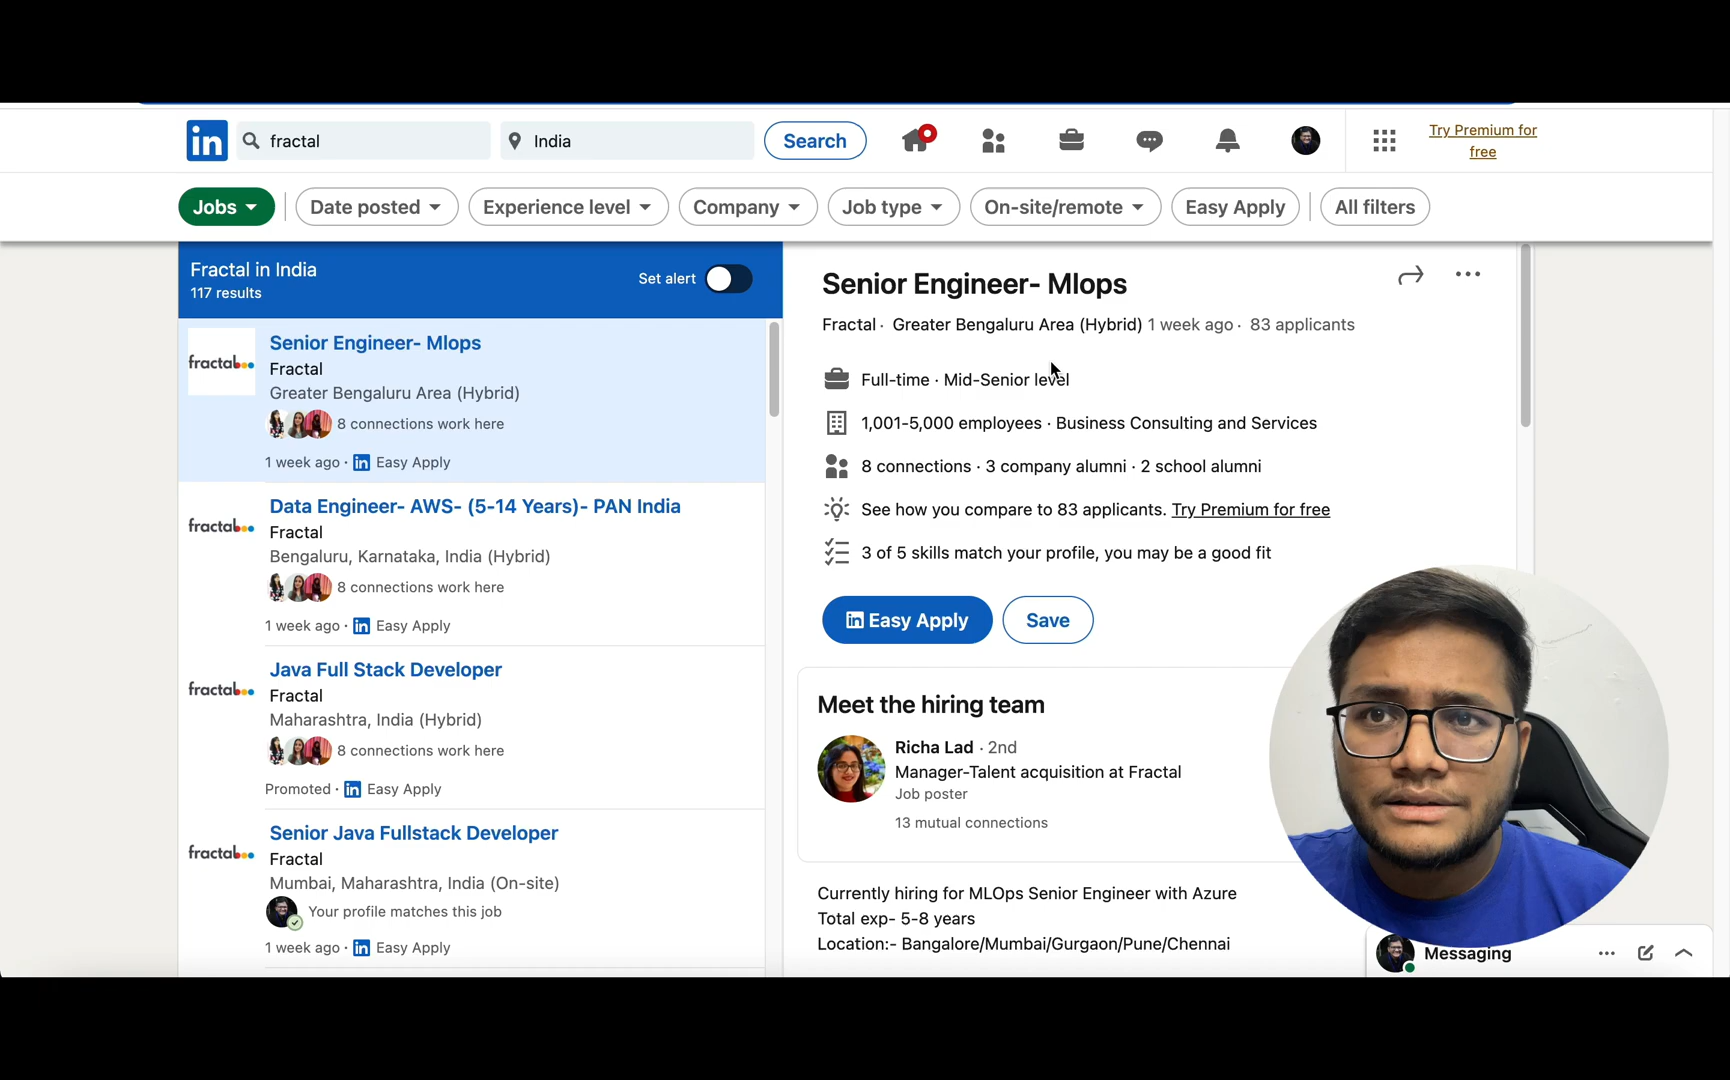 in
fractal
India
Search
Try Premium for
free
Jobs
Date posted
Experience level
Company
Job type
On-site/remote
Easy Apply
All filters
Fractal in India
117 results
Set alert
fractal
Senior Engineer- Mlops
Fractal
Greater Bengaluru Area (Hybrid)
8 connections work here
1 week ago · in Easy Apply
fractal
Data Engineer- AWS- (5-14 Years)- PAN India
Fractal
Bengaluru, Karnataka, India (Hybrid)
8 connections work here
1 week ago · in Easy Apply
fractal
Java Full Stack Developer
Fractal
Maharashtra, India (Hybrid)
8 connections work here
Promoted · in Easy Apply
fractal
Senior Java Fullstack Developer
Fractal
Mumbai, Maharashtra, India (On-site)
Your profile matches this job
1 week ago · in Easy Apply
Senior Engineer- Mlops
Fractal · Greater Bengaluru Area (Hybrid) 1 week ago · 83 applicants
Full-time · Mid-Senior level
1,001-5,000 employees · Business Consulting and Services
8 connections · 3 company alumni · 2 school alumni
See how you compare to 83 applicants. Try Premium for free
3 of 5 skills match your profile, you may be a good fit
in Easy Apply
Save
Meet the hiring team
Richa Lad · 2nd
Manager-Talent acquisition at Fractal
Job poster
13 mutual connections
Currently hiring for MLOps Senior Engineer with Azure
Total exp- 5-8 years
Location:- Bangalore/Mumbai/Gurgaon/Pune/Chennai
Messaging